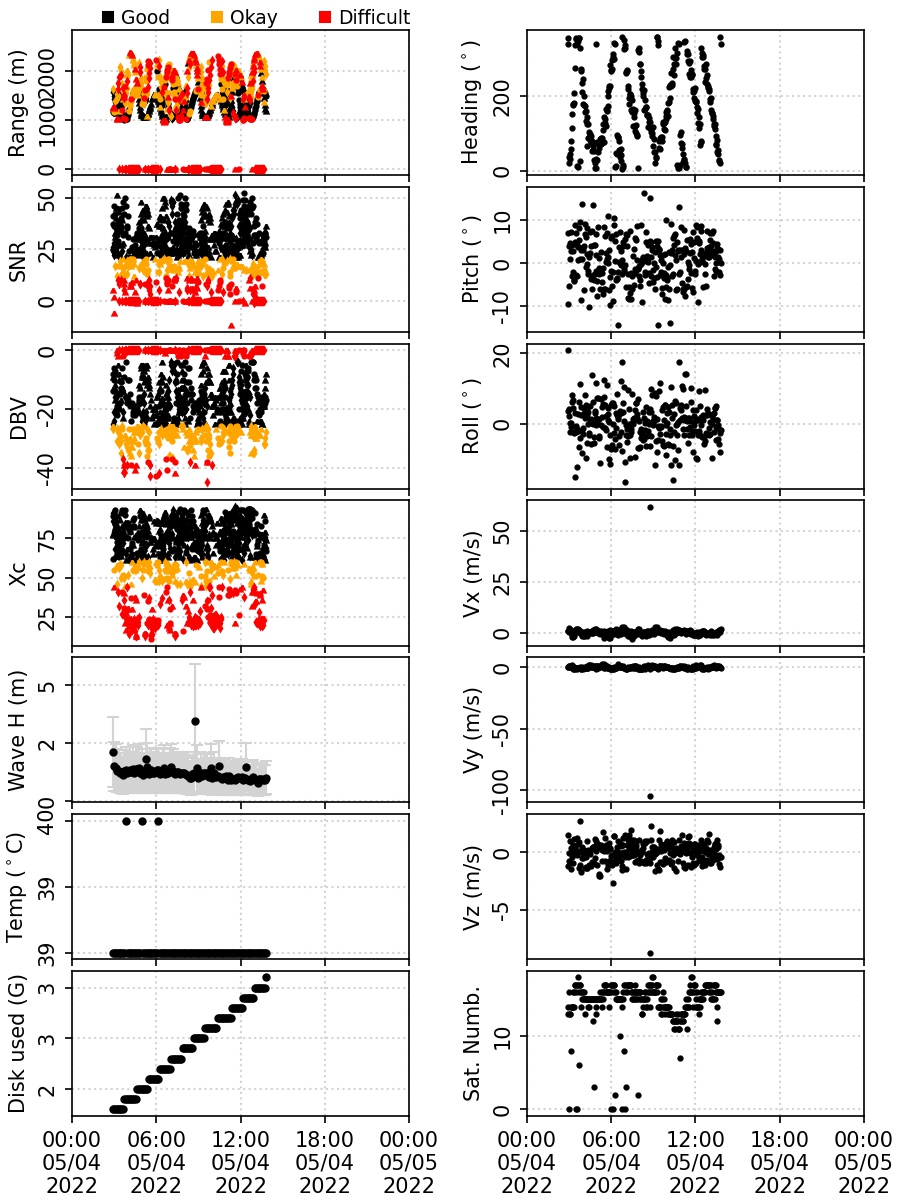 Good Okay Difficult
Range (m)
2000
1000
0
Heading (°)
200
0
SNR
50
25
0
Pitch (°)
10
0
-10
DBV
0
-20
-40
Roll (°)
20
0
Xc
75
50
25
Vx (m/s)
50
25
0
Wave H (m)
5
2
0
Vy (m/s)
0
-50
-100
Temp (°C)
40
39
39
Vz (m/s)
0
-5
Disk used (G)
3
3
2
Sat. Numb.
10
0
00:00 06:00 12:00 18:00 00:00
05/04 05/04 05/04 05/04 05/05
2022 2022 2022 2022 2022
00:00 06:00 12:00 18:00 00:00
05/04 05/04 05/04 05/04 05/05
2022 2022 2022 2022 2022